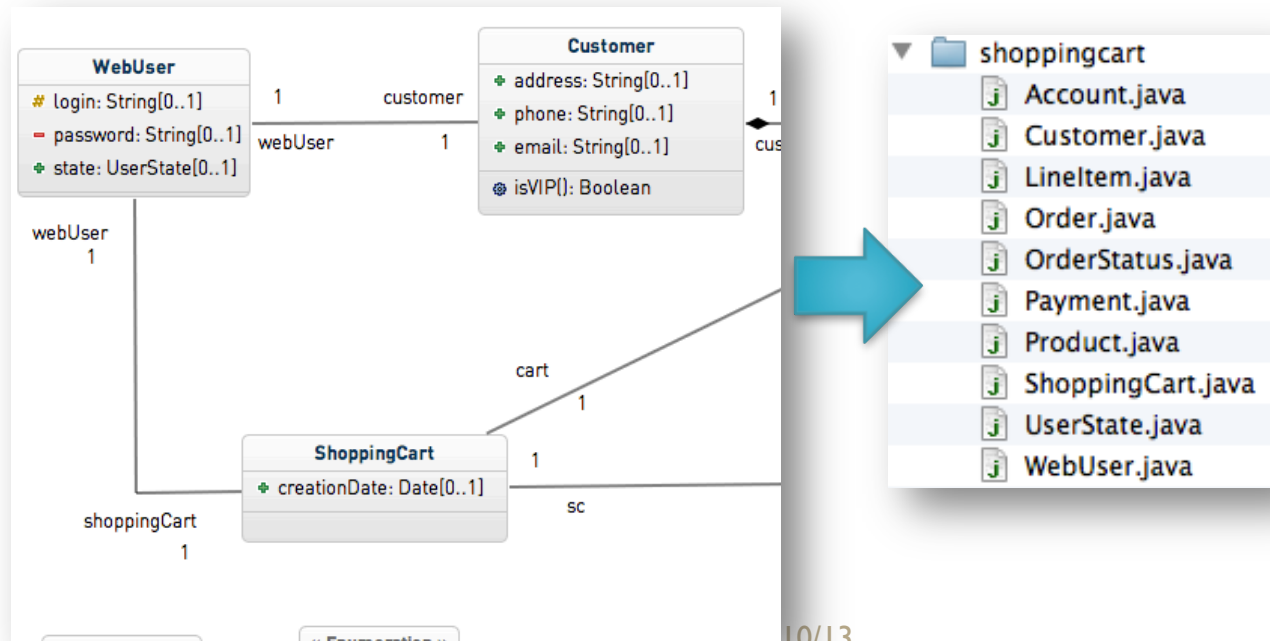 WebUser
# login: String[0..1]
- password: String[0..1]
+ state: UserState[0..1]
1
customer
webUser
1
Customer
+ address: String[0..1]
+ phone: String[0..1]
+ email: String[0..1]
isVIP(): Boolean
1
cus
webUser
1
cart
1
ShoppingCart
+ creationDate: Date[0..1]
1
sc
shoppingCart
1
shoppingcart
Account.java
Customer.java
LineItem.java
Order.java
OrderStatus.java
Payment.java
Product.java
ShoppingCart.java
UserState.java
WebUser.java
« Enumeration »
10/13